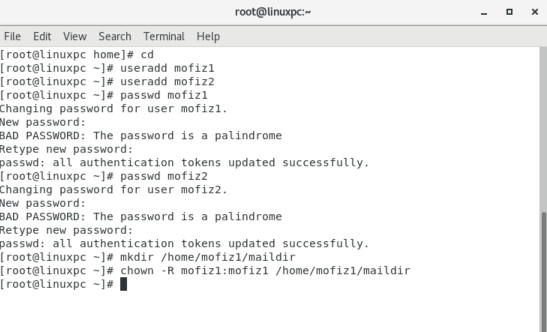 root@linuxpc:~
File Edit View Search Terminal Help
[root@linuxpc home]# cd
[root@linuxpc ~]# useradd mofiz1
[root@linuxpc ~]# useradd mofiz2
[root@linuxpc ~]# passwd mofiz1
Changing password for user mofiz1.
New password:
BAD PASSWORD: The password is a palindrome
Retype new password:
passwd: all authentication tokens updated successfully.
[root@linuxpc ~]# passwd mofiz2
Changing password for user mofiz2.
New password:
BAD PASSWORD: The password is a palindrome
Retype new password:
passwd: all authentication tokens updated successfully.
[root@linuxpc ~]# mkdir /home/mofiz1/maildir
[root@linuxpc ~]# chown -R mofiz1:mofiz1 /home/mofiz1/maildir
[root@linuxpc ~]#